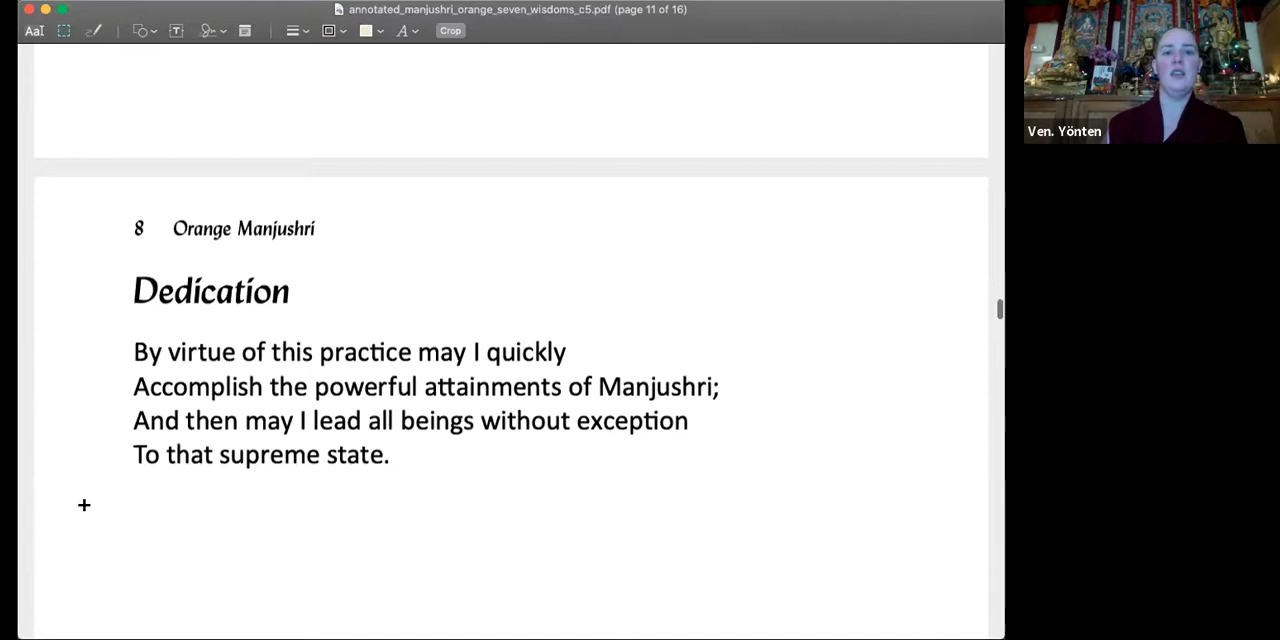 annotated_manjushri_orange_seven_wisdoms_c5.pdf (page 11 of 16)
AaI
T
A
Crop
Ven. Yönten
8 Orange Manjushri
Dedication
By virtue of this practice may I quickly
Accomplish the powerful attainments of Manjushri;
And then may I lead all beings without exception
To that supreme state.